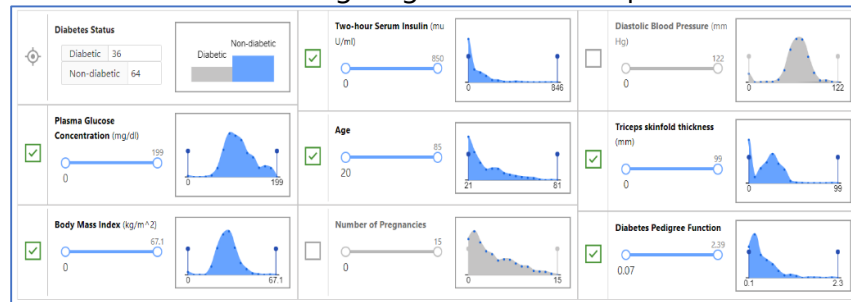 Diabetes Status
Diabetic 36
Non-diabetic 64
Diabetic
Non-diabetic
Two-hour Serum Insulin (mu
U/ml)
850
0
0 846
Diastolic Blood Pressure (mm
Hg)
122
0
0 122
Plasma Glucose
Concentration (mg/dl)
199
0
0 199
Age
85
20
21 81
Triceps skinfold thickness
(mm)
99
0
0 99
Body Mass Index (kg/m^2)
67.1
0
0 67.1
Number of Pregnancies
15
0
0 15
Diabetes Pedigree Function
2.39
0.07
0.1 2.3